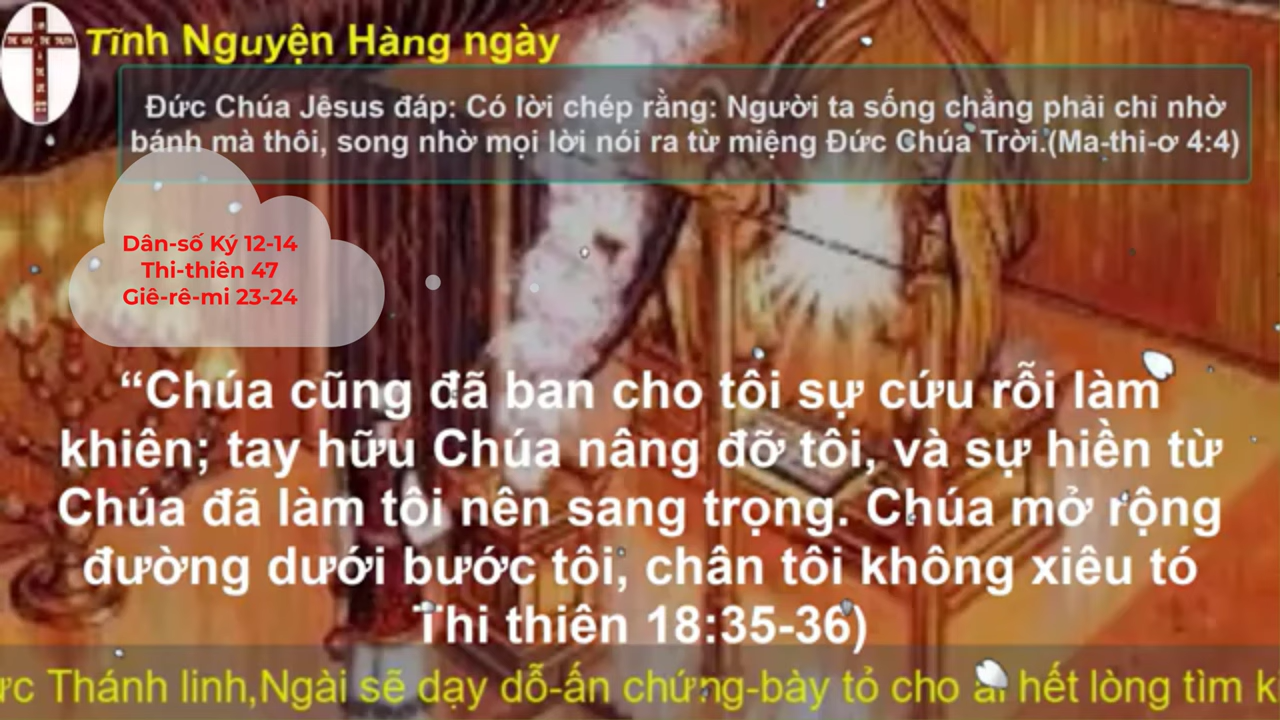 Tĩnh Nguyện Hàng ngày
Đức Chúa Jêsus đáp: Có lời chép rằng: Người ta sống chẳng phải chỉ nhờ
bánh mà thôi, song nhờ mọi lời nói ra từ miệng Đức Chúa Trời.(Ma-thi-ơ 4:4)
Dân-số Ký 12-14
Thi-thiên 47
Giê-rê-mi 23-24
“Chúa cũng đã ban cho tôi sự cứu rỗi làm
khiên; tay hữu Chúa nâng đỡ tôi, và sự hiền từ
Chúa đã làm tôi nên sang trọng. Chúa mở rộng
đường dưới bước tôi, chân tôi không xiêu tó
Thi thiên 18:35-36)
Thánh linh,Ngài sẽ dạy dỗ-ấn chứng-bày tỏ cho ai hết lòng tìm